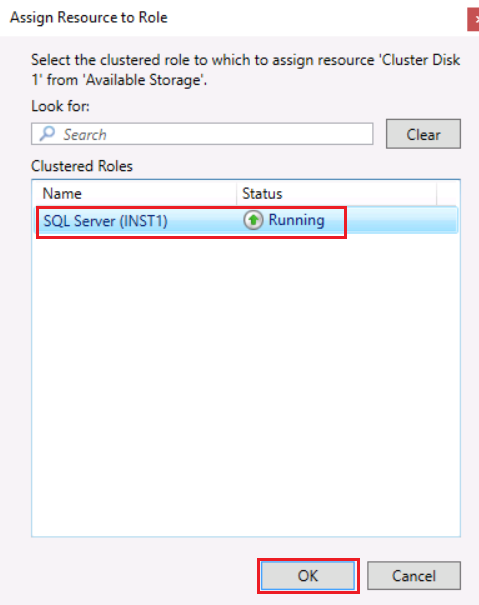 Assign Resource to Role
Select the clustered role to which to assign resource 'Cluster Disk
1' from 'Available Storage'.
Look for:
Search
Clear
Clustered Roles
Name Status
SQL Server (INST1) Running
OK Cancel